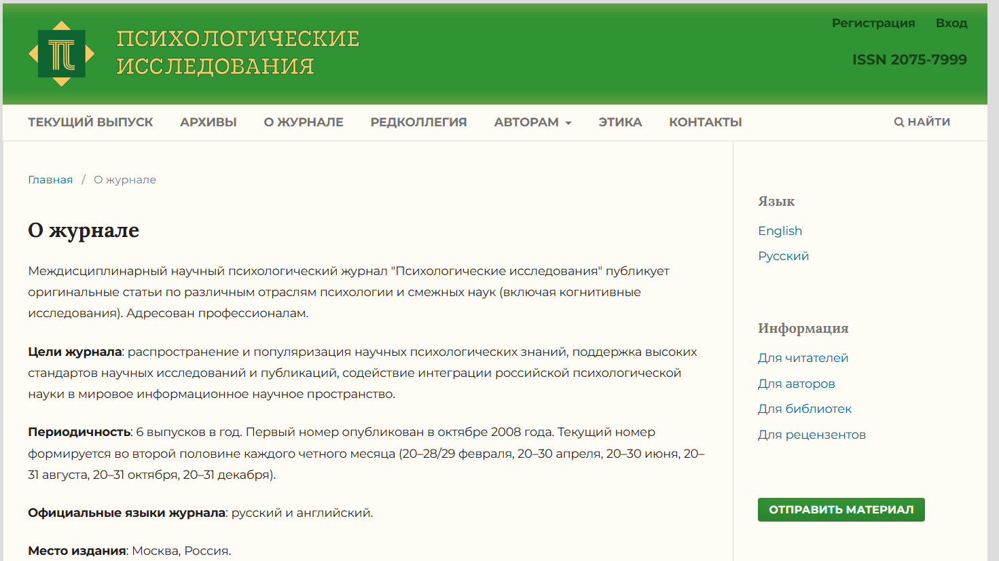 ПСИХОЛОГИЧЕСКИЕ
ИССЛЕДОВАНИЯ
Регистрация Вход
ISSN 2075-7999
ТЕКУЩИЙ ВЫПУСК АРХИВЫ О ЖУРНАЛЕ РЕДКОЛЛЕГИЯ АВТОРАМ ЭТИКА КОНТАКТЫ НАЙТИ
Главная / О журнале
О журнале
Междисциплинарный научный психологический журнал "Психологические исследования" публикует
оригинальные статьи по различным отраслям психологии и смежных наук (включая когнитивные
исследования). Адресован профессионалам.
Цели журнала: распространение и популяризация научных психологических знаний, поддержка высоких
стандартов научных исследований и публикаций, содействие интеграции российской психологической
науки в мировое информационное научное пространство.
Периодичность: 6 выпусков в год. Первый номер опубликован в октябре 2008 года. Текущий номер
формируется во второй половине каждого четного месяца (20–28/29 февраля, 20–30 апреля, 20–30 июня, 20–
31 августа, 20–31 октября, 20–31 декабря).
Официальные языки журнала: русский и английский.
Место издания: Москва, Россия.
Язык
English
Русский
Информация
Для читателей
Для авторов
Для библиотек
Для рецензентов
ОТПРАВИТЬ МАТЕРИАЛ